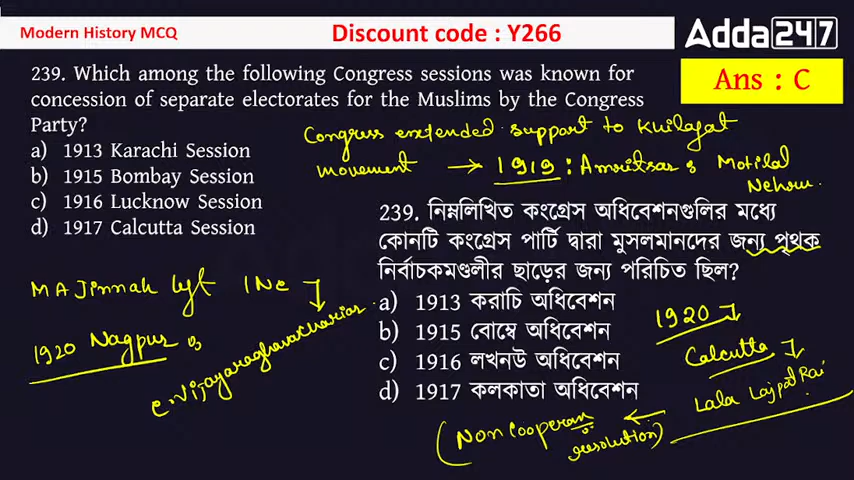 Modern History MCQ
Discount code : Y266
Adda247
Ans : C
239. Which among the following Congress sessions was known for
concession of separate electorates for the Muslims by the Congress
Party?
a) 1913 Karachi Session
b) 1915 Bombay Session
c) 1916 Lucknow Session
d) 1917 Calcutta Session
Congress extended support to Khilafat
movement → 1919 : Amritsar : Motilal
Nehru.
239. নিম্নলিখিত কংগ্রেস অধিবেশনগুলির মধ্যে
কোনটি কংগ্রেস পার্টি দ্বারা মুসলমানদের জন্য পৃথক
নির্বাচকমণ্ডলীর ছাড়ের জন্য পরিচিত ছিল?
a) 1913 করাচি অধিবেশন
b) 1915 বোম্বে অধিবেশন
c) 1916 লখনউ অধিবেশন
d) 1917 কলকাতা অধিবেশন
MA Jinnah left INC
1920 Nagpur :
C. Vijayaraghavachariar
1920
Calcutta
Lala Lajpat Rai
(Non Cooperan
resolution)